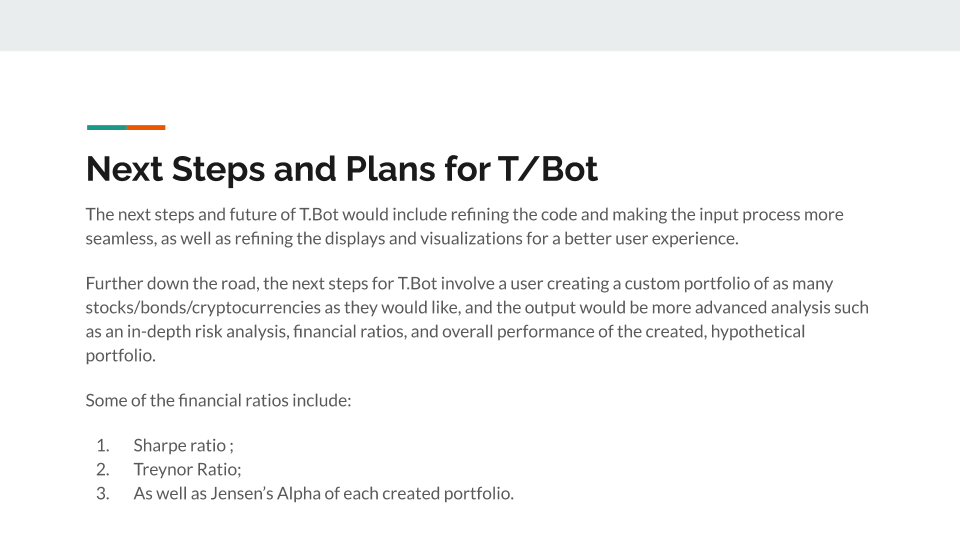 Next Steps and Plans for T/Bot
The next steps and future of T.Bot would include refining the code and making the input process more
seamless, as well as refining the displays and visualizations for a better user experience.
Further down the road, the next steps for T.Bot involve a user creating a custom portfolio of as many
stocks/bonds/cryptocurrencies as they would like, and the output would be more advanced analysis such
as an in-depth risk analysis, financial ratios, and overall performance of the created, hypothetical
portfolio.
Some of the financial ratios include:
1. Sharpe ratio ;
2. Treynor Ratio;
3. As well as Jensen’s Alpha of each created portfolio.